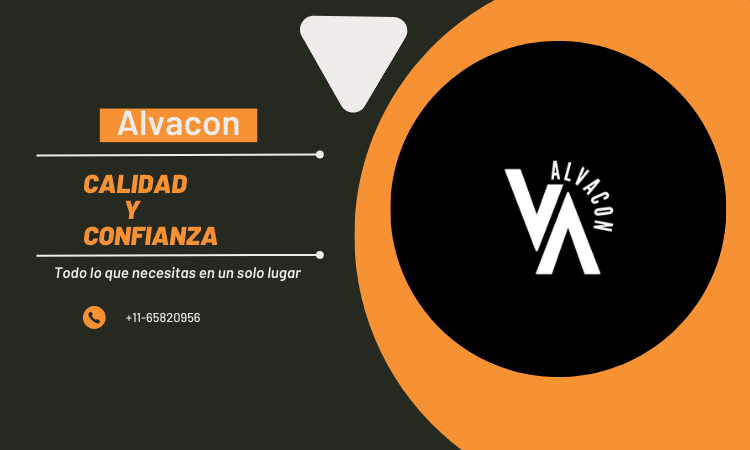 Alvacon
CALIDAD
Y
CONFIANZA
Todo lo que necesitas en un solo lugar
+11-65820956
ALVACON
VA